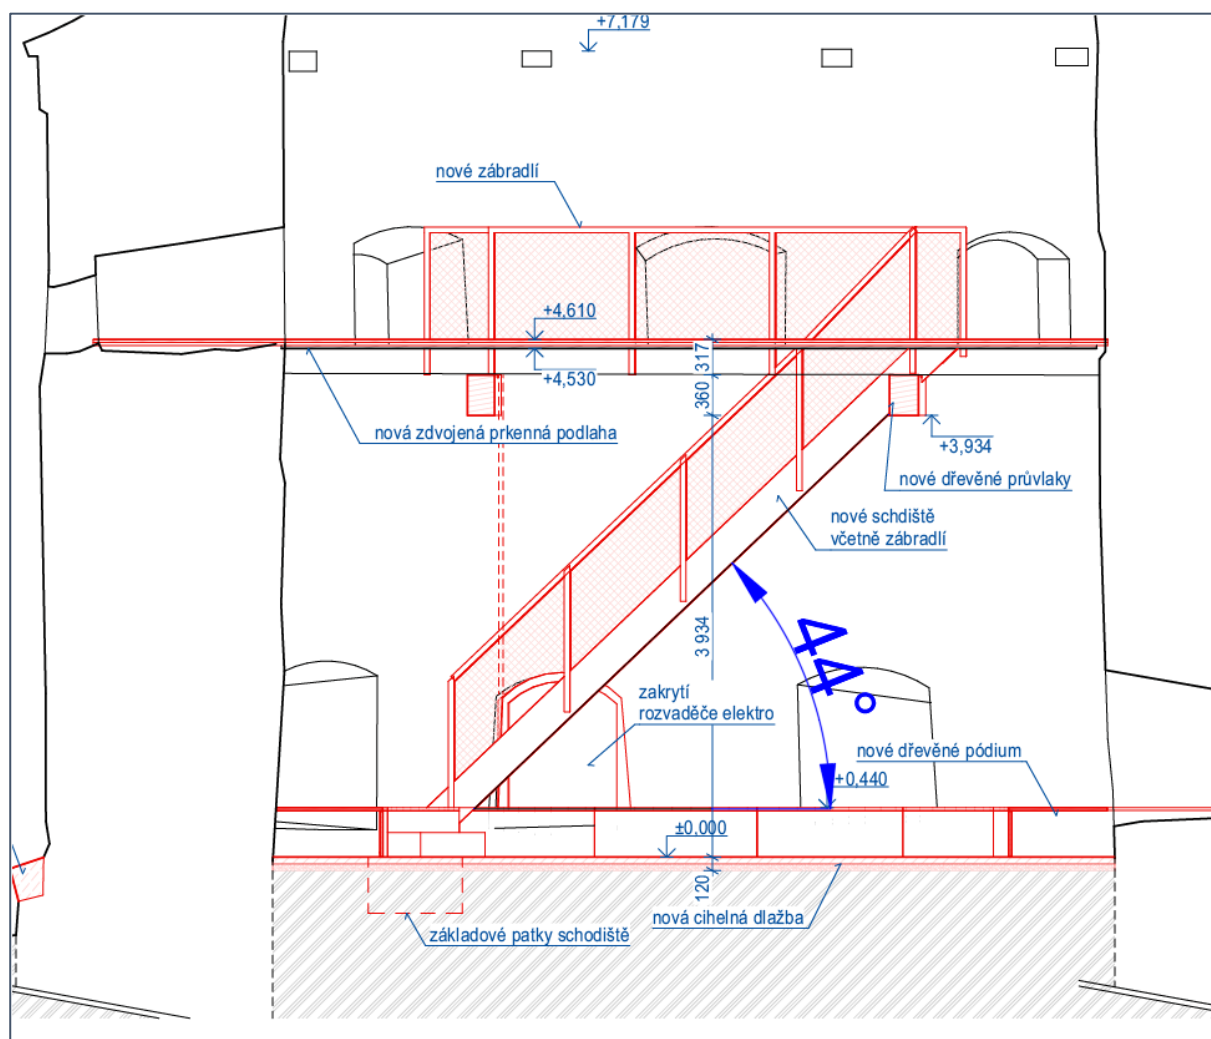 +7,179
nové zábradlí
+4,610
+4,530
317
360
nová zdvojená prkenná podlaha
+3,934
nové dřevěné průvlaky
nové schdiště
včetně zábradlí
3 934
44°
zakrytí
rozvaděče elektro
nové dřevěné pódium
+0,440
±0,000
120
nová cihelná dlažba
základové patky schodiště